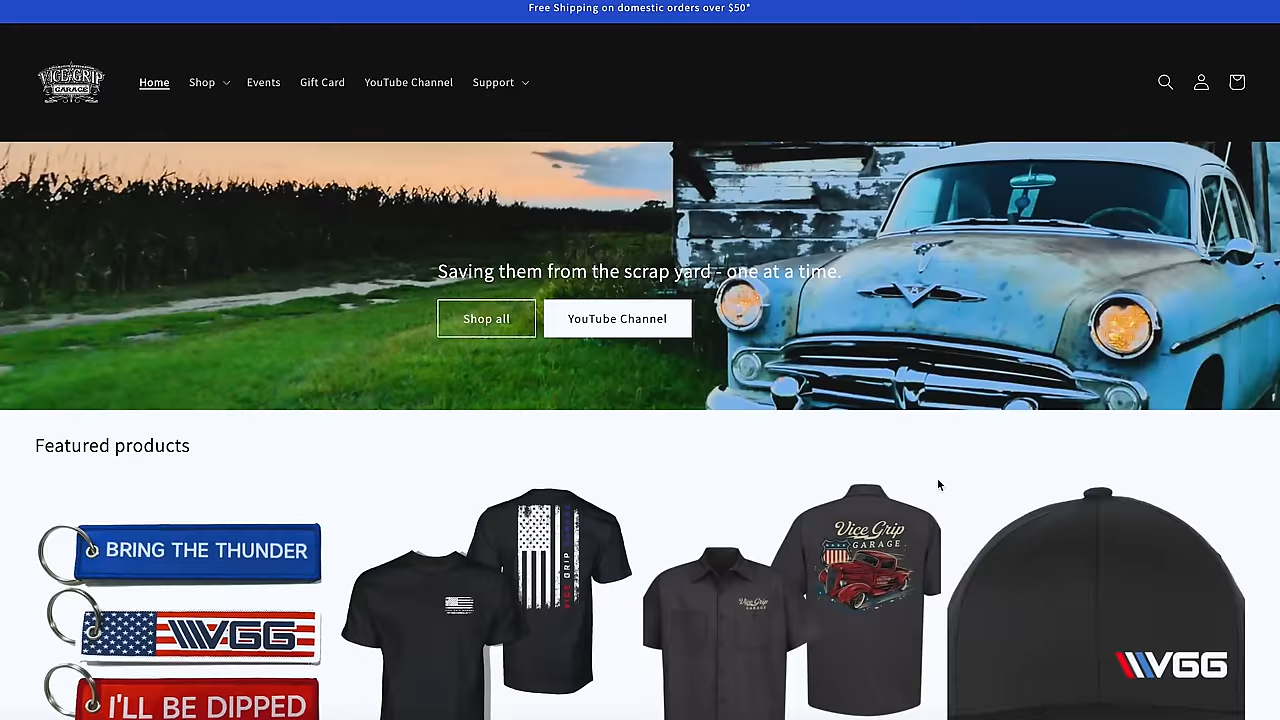 Free Shipping on domestic orders over $50*
VICE GRIP
GARAGE
Home Shop Events Gift Card YouTube Channel Support
Saving them from the scrap yard - one at a time.
Shop all YouTube Channel
Featured products
BRING THE THUNDER
VGG
I'LL BE DIPPED
VICE GRIP
Vice Grip
GARAGE
Vice Grip
GARAGE
VGG